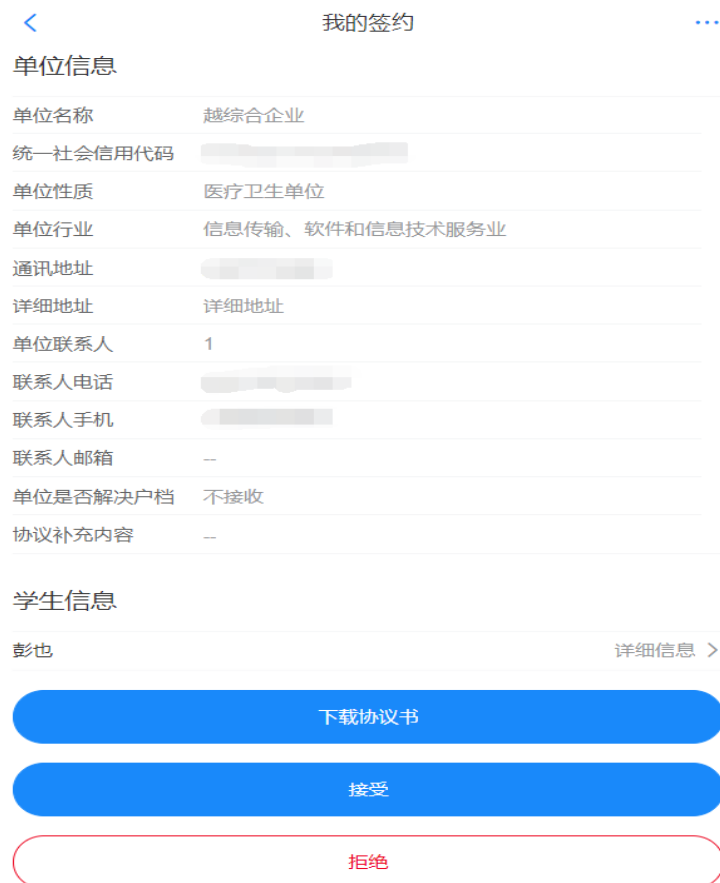 我的签约
单位信息
单位名称 越综合企业
统一社会信用代码
单位性质 医疗卫生单位
单位行业 信息传输、软件和信息技术服务业
通讯地址
详细地址 详细地址
单位联系人 1
联系人电话
联系人手机
联系人邮箱 --
单位是否解决户档 不接收
协议补充内容 --
学生信息
彭也 详细信息
下载协议书
接受
拒绝